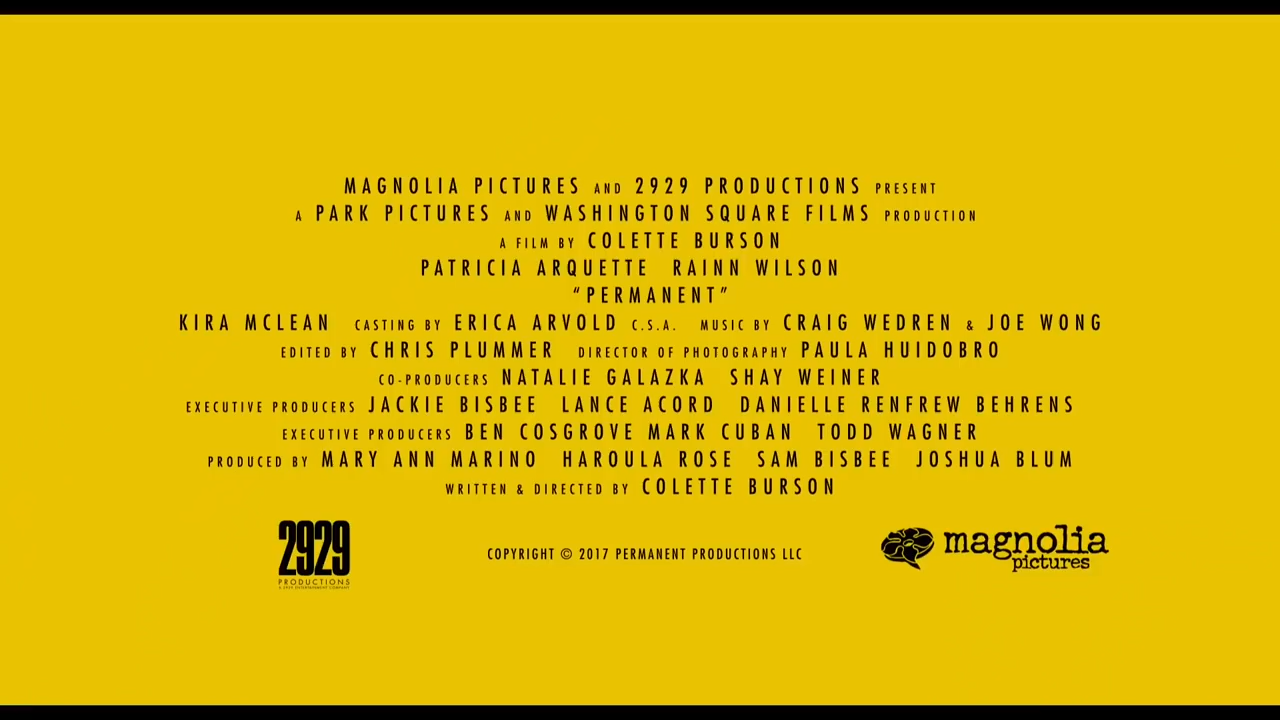 MAGNOLIA PICTURES AND 2929 PRODUCTIONS PRESENT
A PARK PICTURES AND WASHINGTON SQUARE FILMS PRODUCTION
A FILM BY COLETTE BURSON
PATRICIA ARQUETTE RAINN WILSON
“PERMANENT”
KIRA MCLEAN CASTING BY ERICA ARVOLD C.S.A. MUSIC BY CRAIG WEDREN & JOE WONG
EDITED BY CHRIS PLUMMER DIRECTOR OF PHOTOGRAPHY PAULA HUIDOBRO
CO-PRODUCERS NATALIE GALAZKA SHAY WEINER
EXECUTIVE PRODUCERS JACKIE BISBEE LANCE ACORD DANIELLE RENFREW BEHRENS
EXECUTIVE PRODUCERS BEN COSGROVE MARK CUBAN TODD WAGNER
PRODUCED BY MARY ANN MARINO HAROULA ROSE SAM BISBEE JOSHUA BLUM
WRITTEN & DIRECTED BY COLETTE BURSON
2929
PRODUCTIONS
A 2929 ENTERTAINMENT COMPANY
COPYRIGHT © 2017 PERMANENT PRODUCTIONS LLC
magnolia
pictures